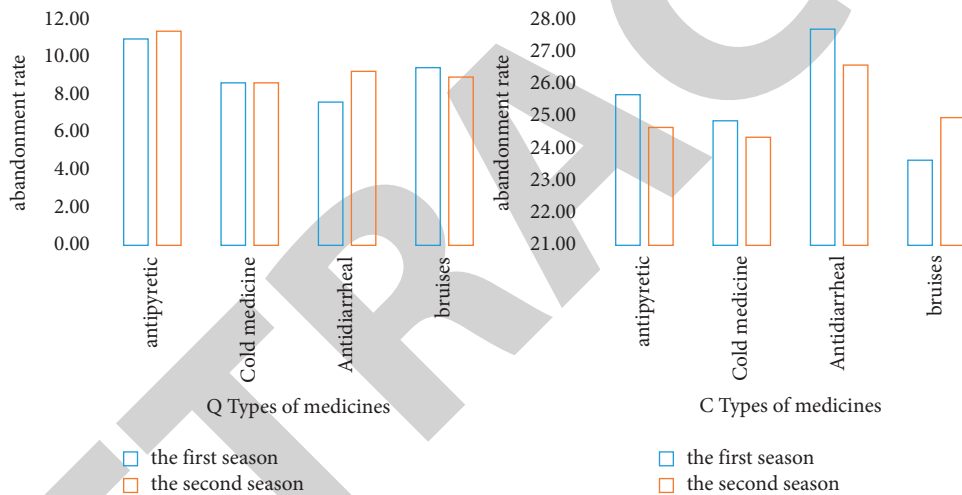 12.00
10.00
8.00
6.00
4.00
2.00
0.00
abandonment rate
antipyretic
Cold medicine
Antidiarrheal
bruises
Q Types of medicines
the first season
the second season
28.00
27.00
26.00
25.00
24.00
23.00
22.00
21.00
abandonment rate
antipyretic
Cold medicine
Antidiarrheal
bruises
C Types of medicines
the first season
the second season
TRAC